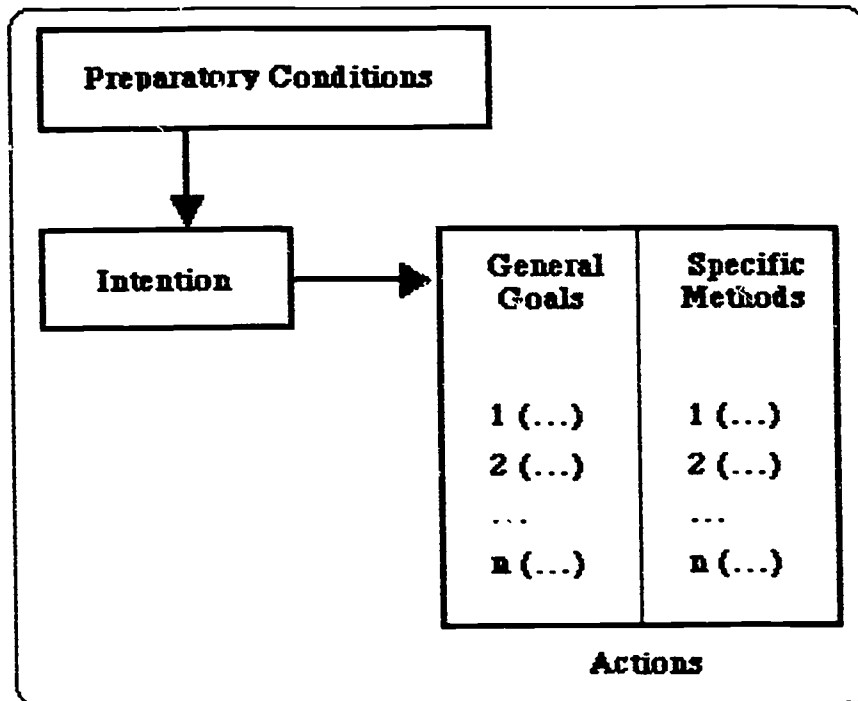 Preparatory Conditions
Intention
General
Goals
1 (...)
2 (...)
...
n (...)
Specific
Methods
1 (...)
2 (...)
...
n (...)
Actions